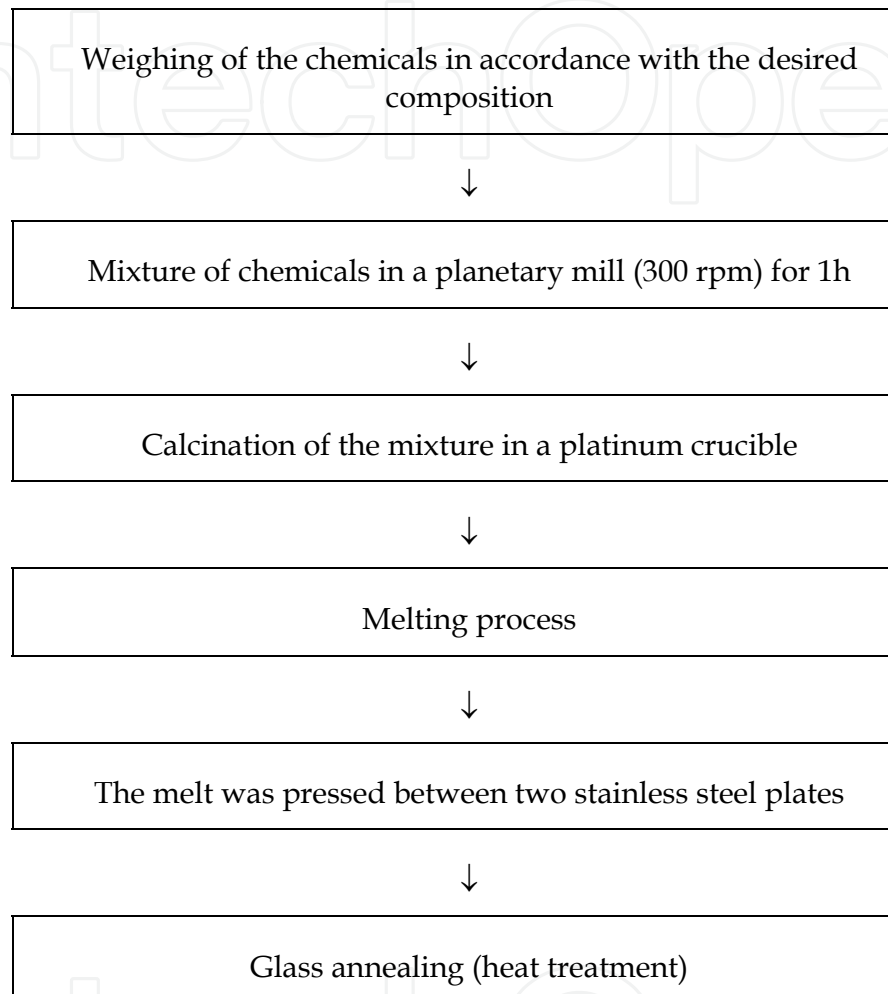 Weighing of the chemicals in accordance with the desired
composition
↓
Mixture of chemicals in a planetary mill (300 rpm) for 1h
↓
Calcination of the mixture in a platinum crucible
↓
Melting process
↓
The melt was pressed between two stainless steel plates
↓
Glass annealing (heat treatment)